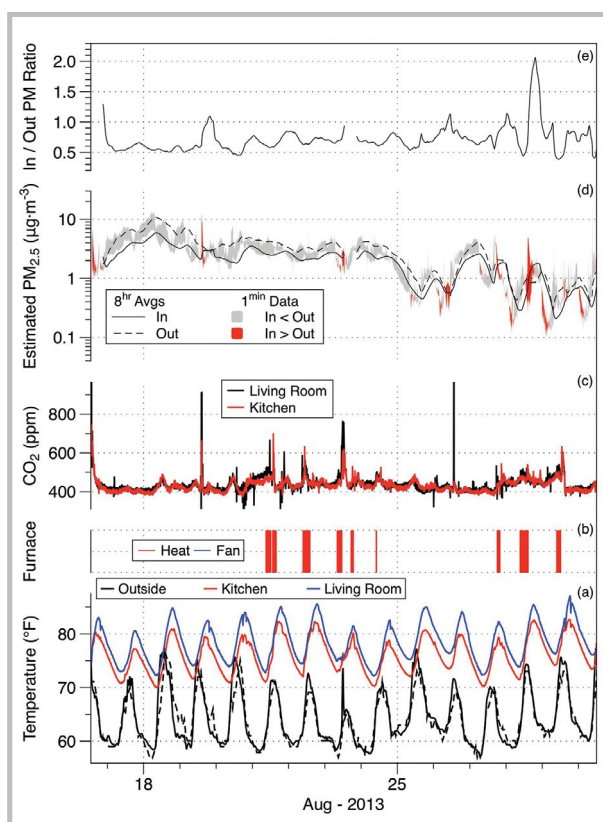 (e)
2.0
1.5
1.0
0.5
In / Out PM Ratio
(d)
10
1
0.1
Estimated PM2.5 (µg·m-3)
8hr Avgs
In
Out
1min Data
In < Out
In > Out
(c)
800
600
400
CO2 (ppm)
Living Room
Kitchen
(b)
Furnace
Heat
Fan
(a)
Outside
Kitchen
Living Room
80
70
60
Temperature (°F)
18
25
Aug - 2013